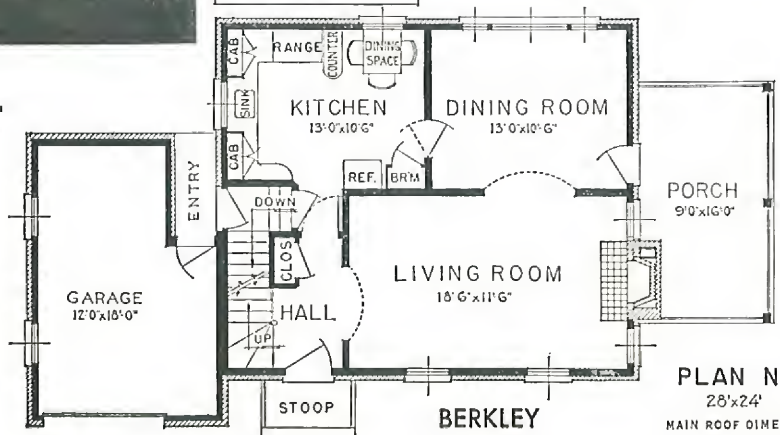 CAB
RANGE
COUNTER
DINING
SPACE
SINK
KITCHEN
13'-0"x10'-6"
CAB
REF.
BR'M
DINING ROOM
13'-0"x10'-6"
PORCH
9'0"x16'0"
ENTRY
DOWN
CLOS
LIVING ROOM
18'6"x11'6"
GARAGE
12'0"x18'-0"
HALL
UP
STOOP
BERKLEY
PLAN N
28'x24'
MAIN ROOF DIME